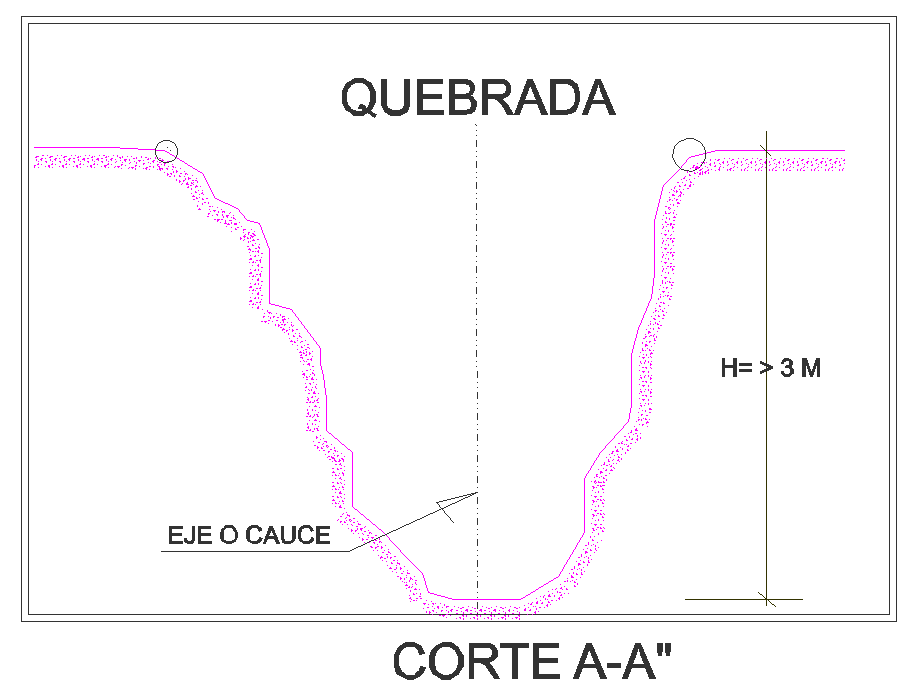 QUEBRADA
H= > 3 M
EJE O CAUCE
CORTE A-A"